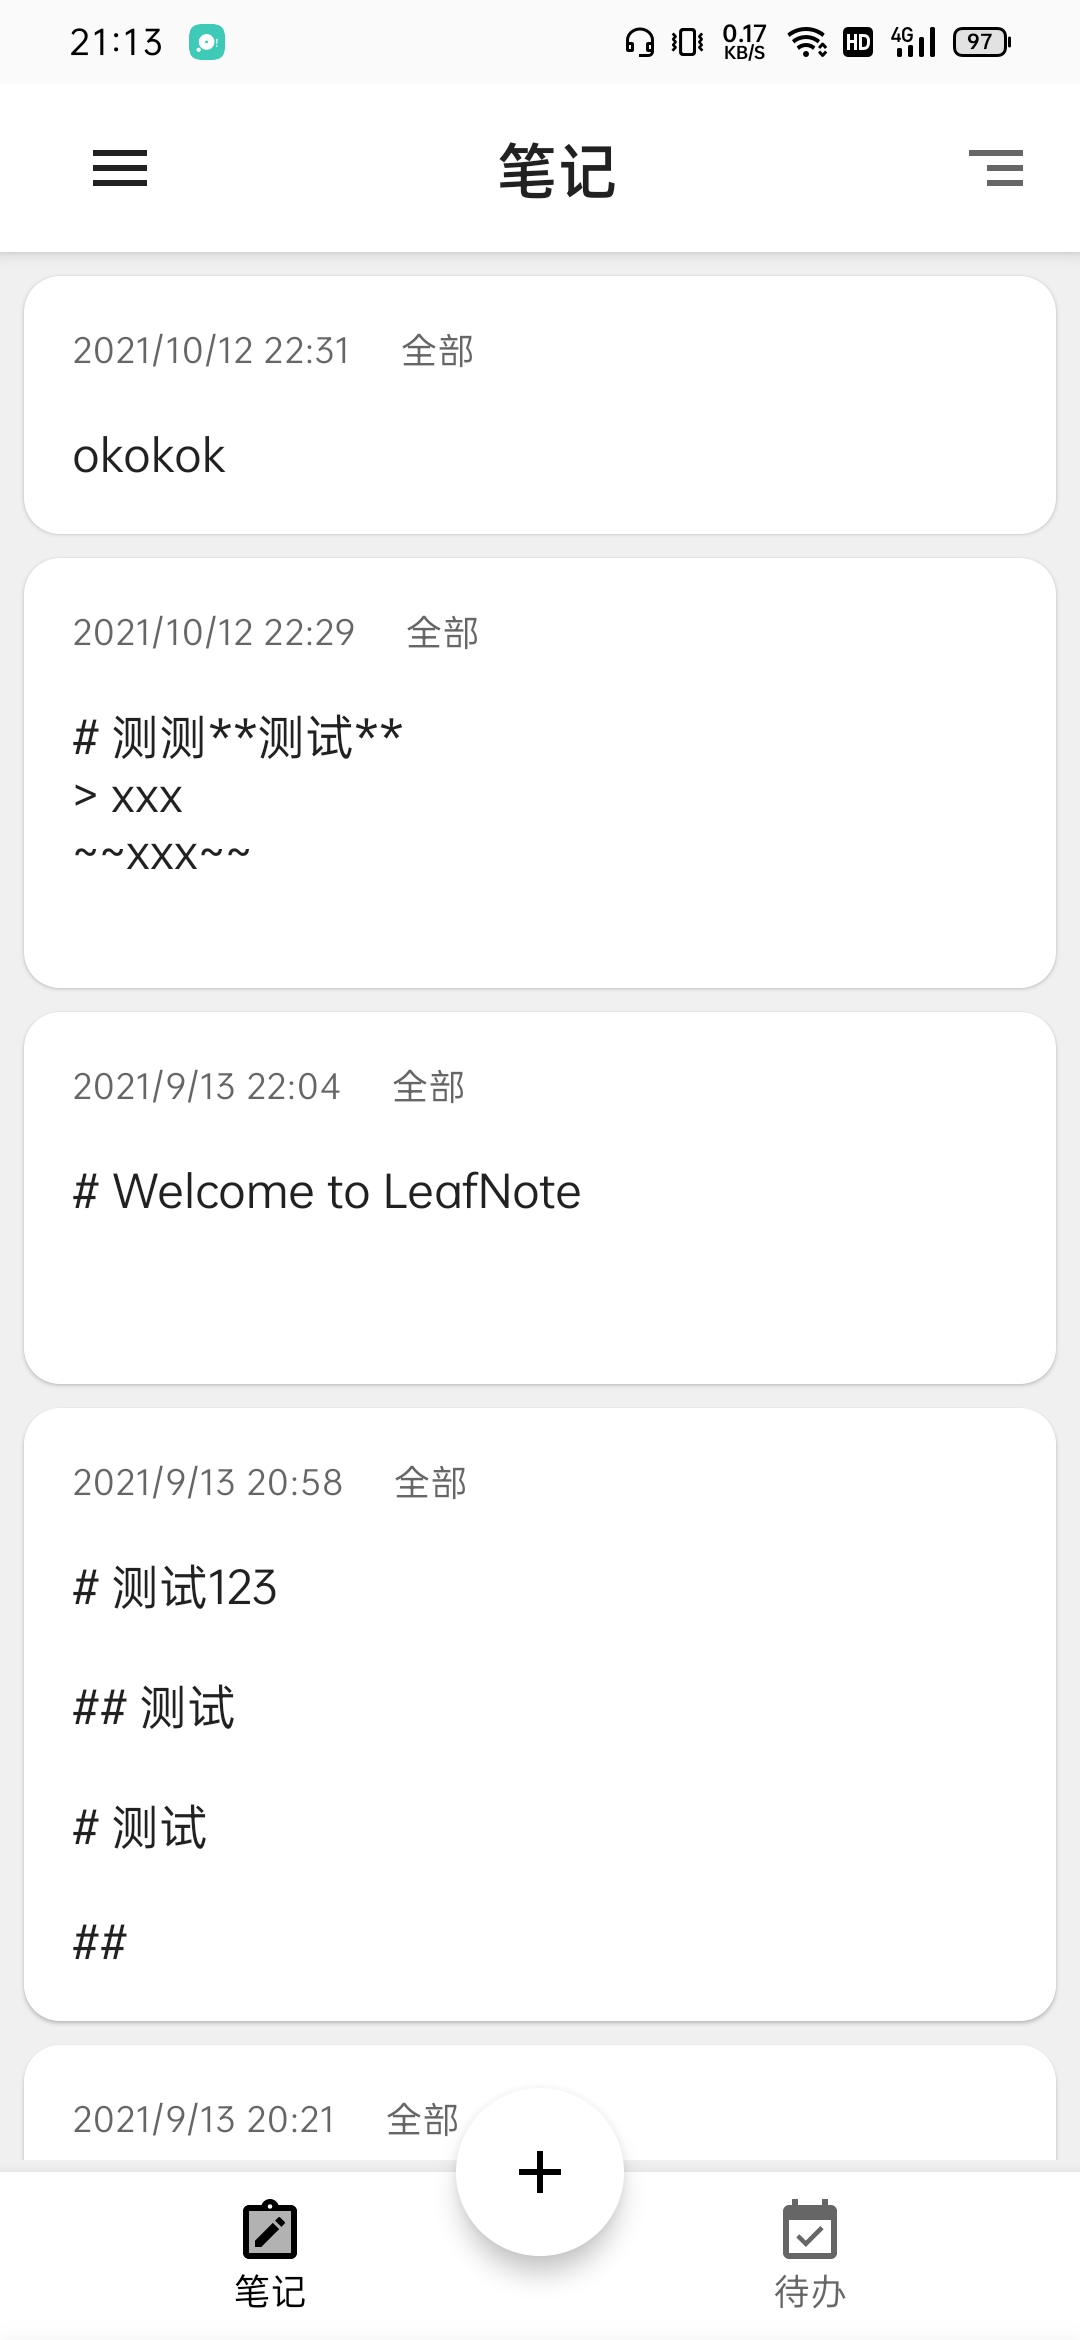 21:13
0.17
KB/S
HD
4G
97
笔记
2021/10/12 22:31 全部
okokok
2021/10/12 22:29 全部
# 测测**测试**
> xxx
~~xxx~~
2021/9/13 22:04 全部
# Welcome to LeafNote
2021/9/13 20:58 全部
# 测试123
## 测试
# 测试
##
2021/9/13 20:21 全部
笔记
待办